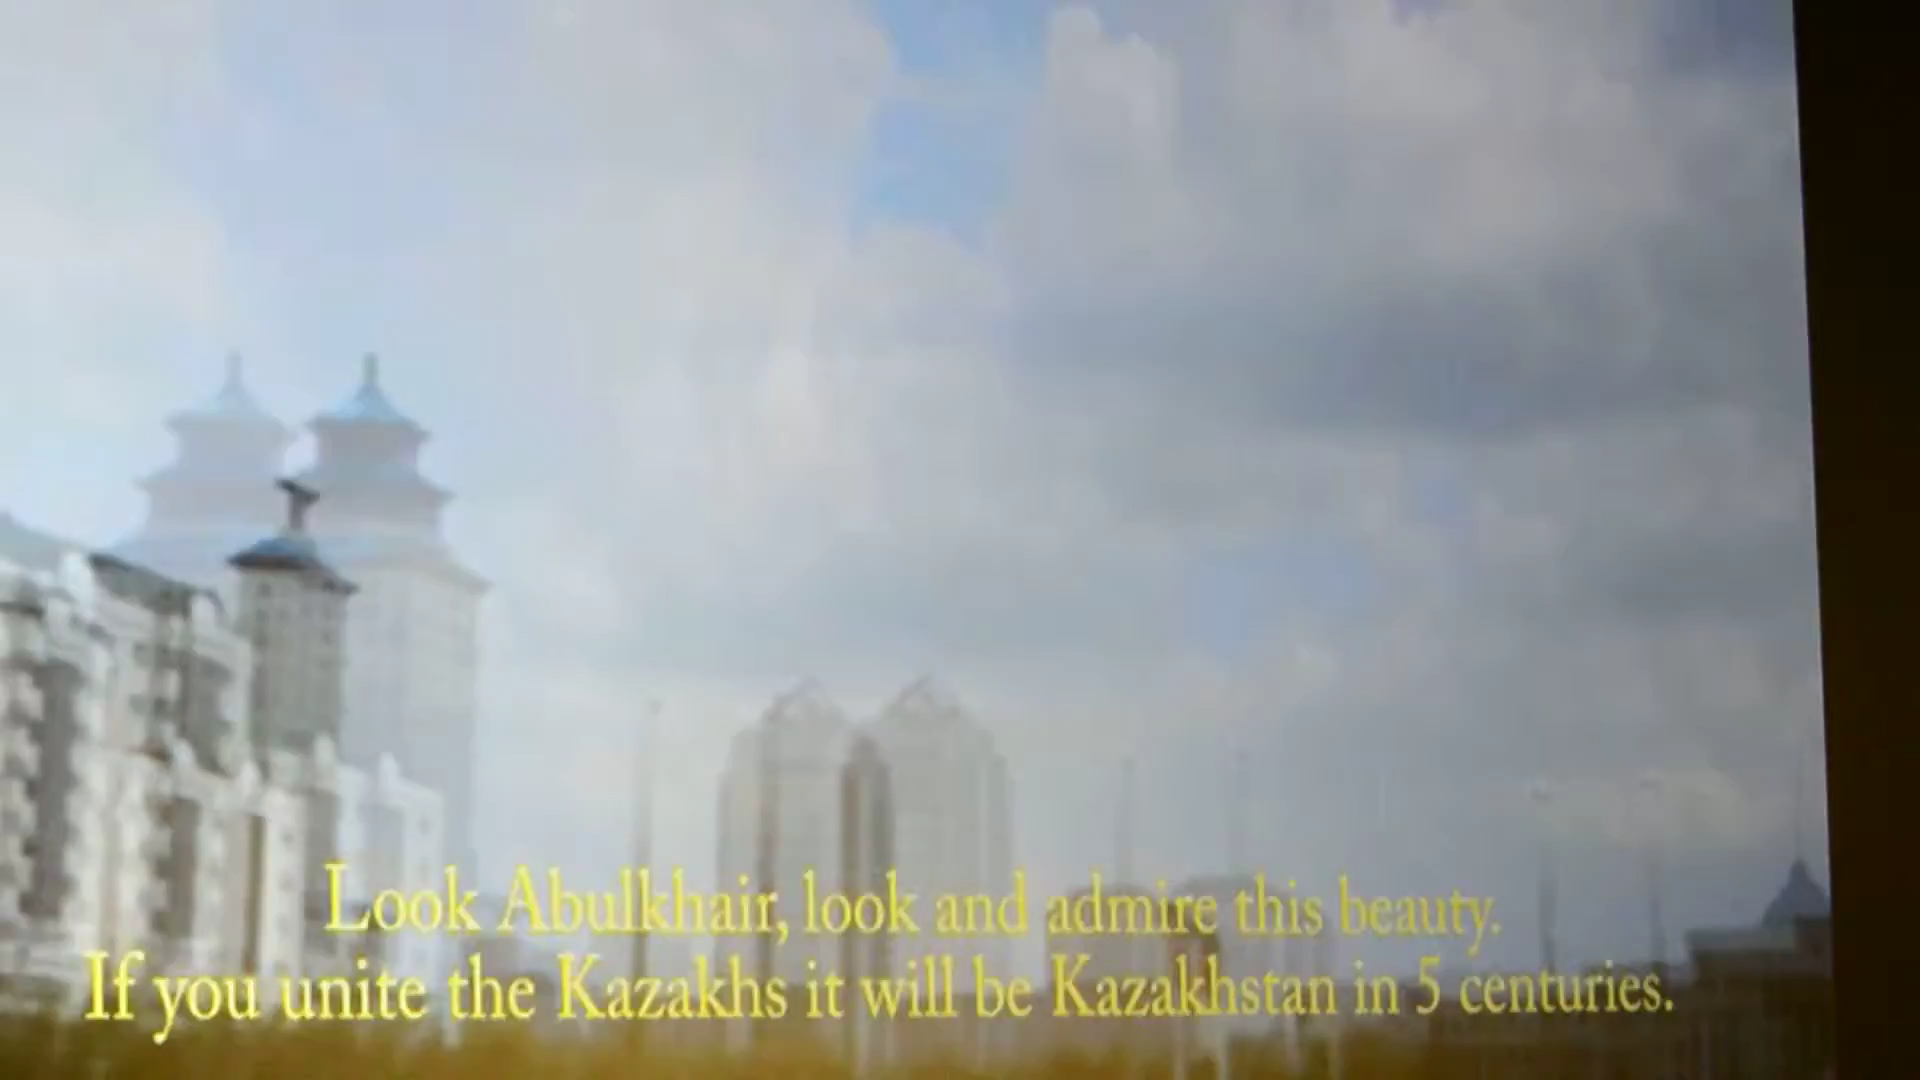 Look Abulkhair, look and admire this beauty.
If you unite the Kazakhs it will be Kazakhstan in 5 centuries.